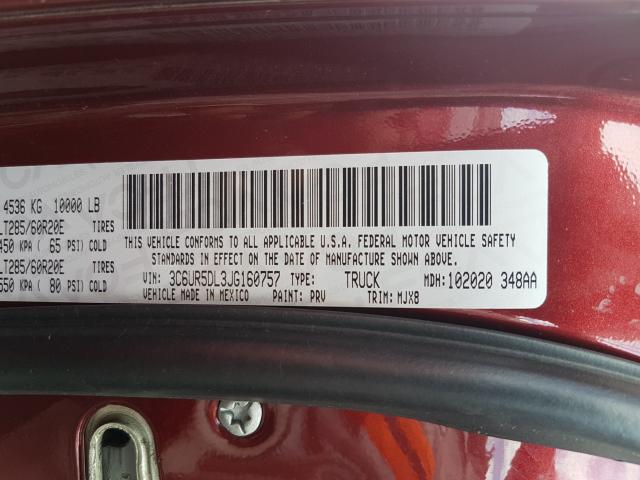 4536 KG 10000 LB
LT285/60R20E TIRES
450 KPA ( 65 PSI) COLD
LT285/60R20E TIRES
550 KPA ( 80 PSI) COLD
THIS VEHICLE CONFORMS TO ALL APPLICABLE U.S.A. FEDERAL MOTOR VEHICLE SAFETY
STANDARDS IN EFFECT ON THE DATE OF MANUFACTURE SHOWN ABOVE.
VIN: 3C6UR5DL3JG160757 TYPE: TRUCK MDH:102020 348AA
VEHICLE MADE IN MEXICO PAINT: PRV TRIM: MJX8